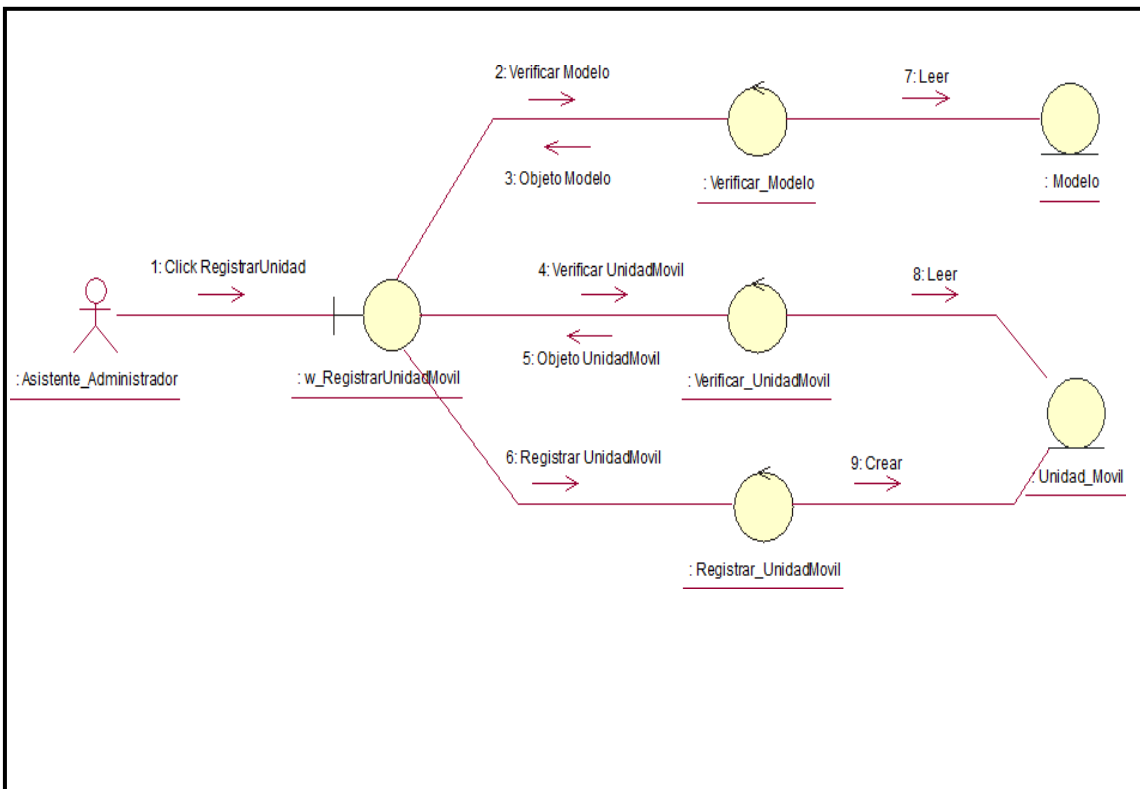 2: Verificar Modelo
7: Leer
3: Objeto Modelo
: Verificar_Modelo
: Modelo
1: Click RegistrarUnidad
4: Verificar UnidadMovil
8: Leer
5: Objeto UnidadMovil
: Asistente_Administrador
: w_RegistrarUnidadMovil
: Verificar_UnidadMovil
6: Registrar UnidadMovil
9: Crear
: Unidad_Movil
: Registrar_UnidadMovil